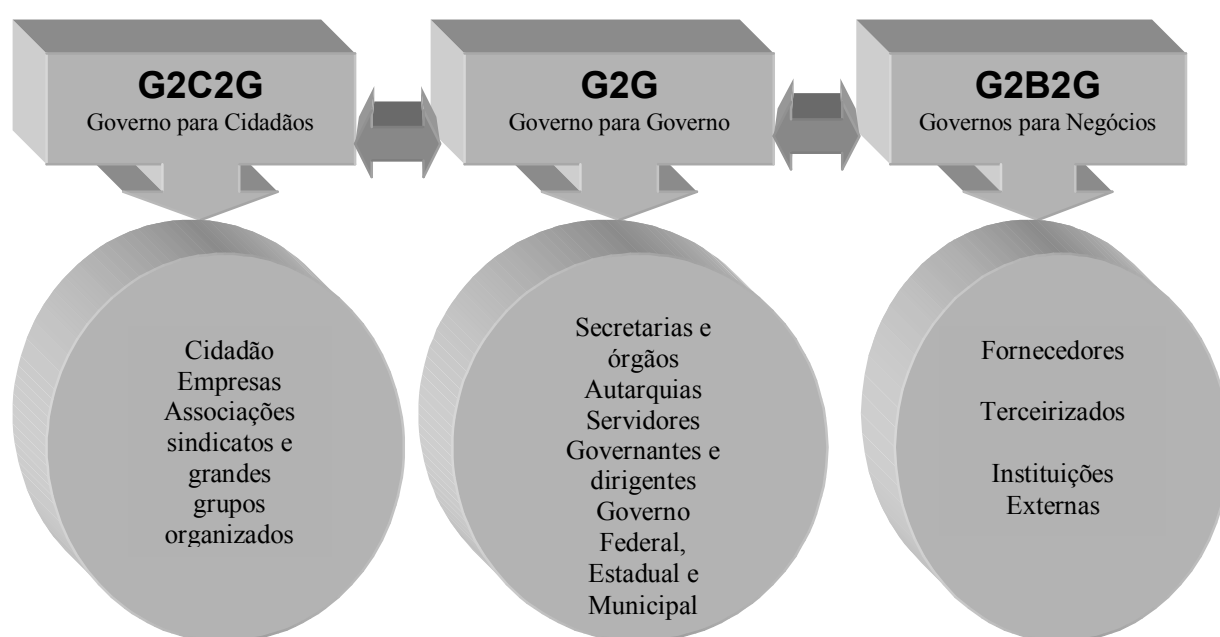 G2C2G
Governo para Cidadãos
G2G
Governo para Governo
G2B2G
Governos para Negócios
Cidadão
Empresas
Associações
sindicatos e
grandes
grupos
organizados
Secretarias e
órgãos
Autarquias
Servidores
Governantes e
dirigentes
Governo
Federal,
Estadual e
Municipal
Fornecedores
Terceirizados
Instituições
Externas